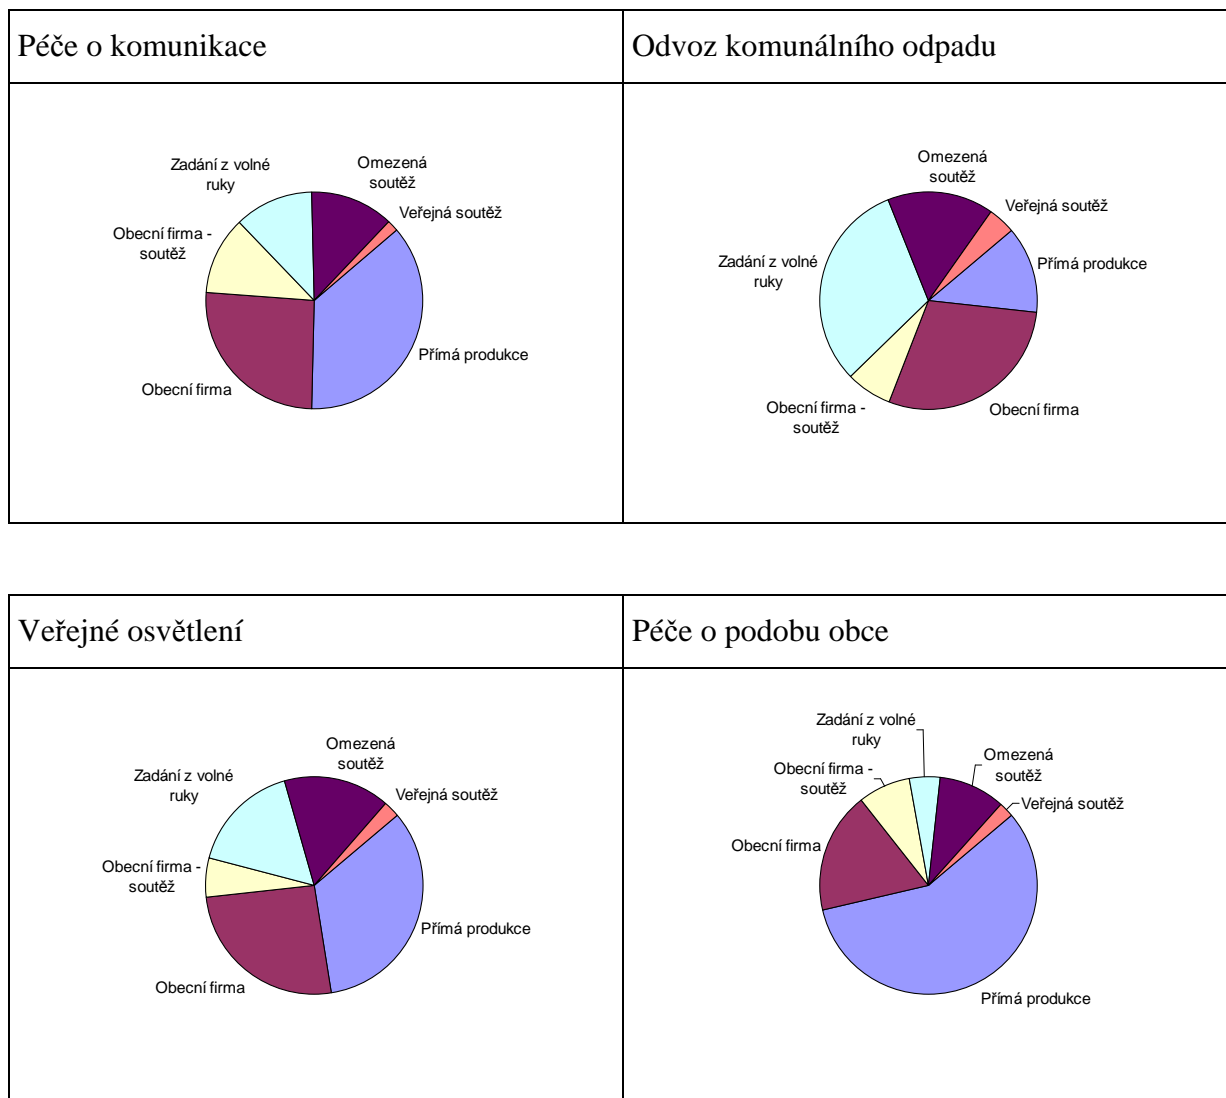 Péče o komunikace
Odvoz komunálního odpadu
Zadání z volné
ruky
Omezená
soutěž
Veřejná soutěž
Obecní firma -
soutěž
Přímá produkce
Obecní firma
Omezená
soutěž
Veřejná soutěž
Zadání z volné
ruky
Přímá produkce
Obecní firma -
soutěž
Obecní firma
Veřejné osvětlení
Péče o podobu obce
Omezená
soutěž
Zadání z volné
ruky
Veřejná soutěž
Obecní firma -
soutěž
Přímá produkce
Obecní firma
Zadání z volné
ruky
Omezená
soutěž
Obecní firma -
soutěž
Veřejná soutěž
Obecní firma
Přímá produkce